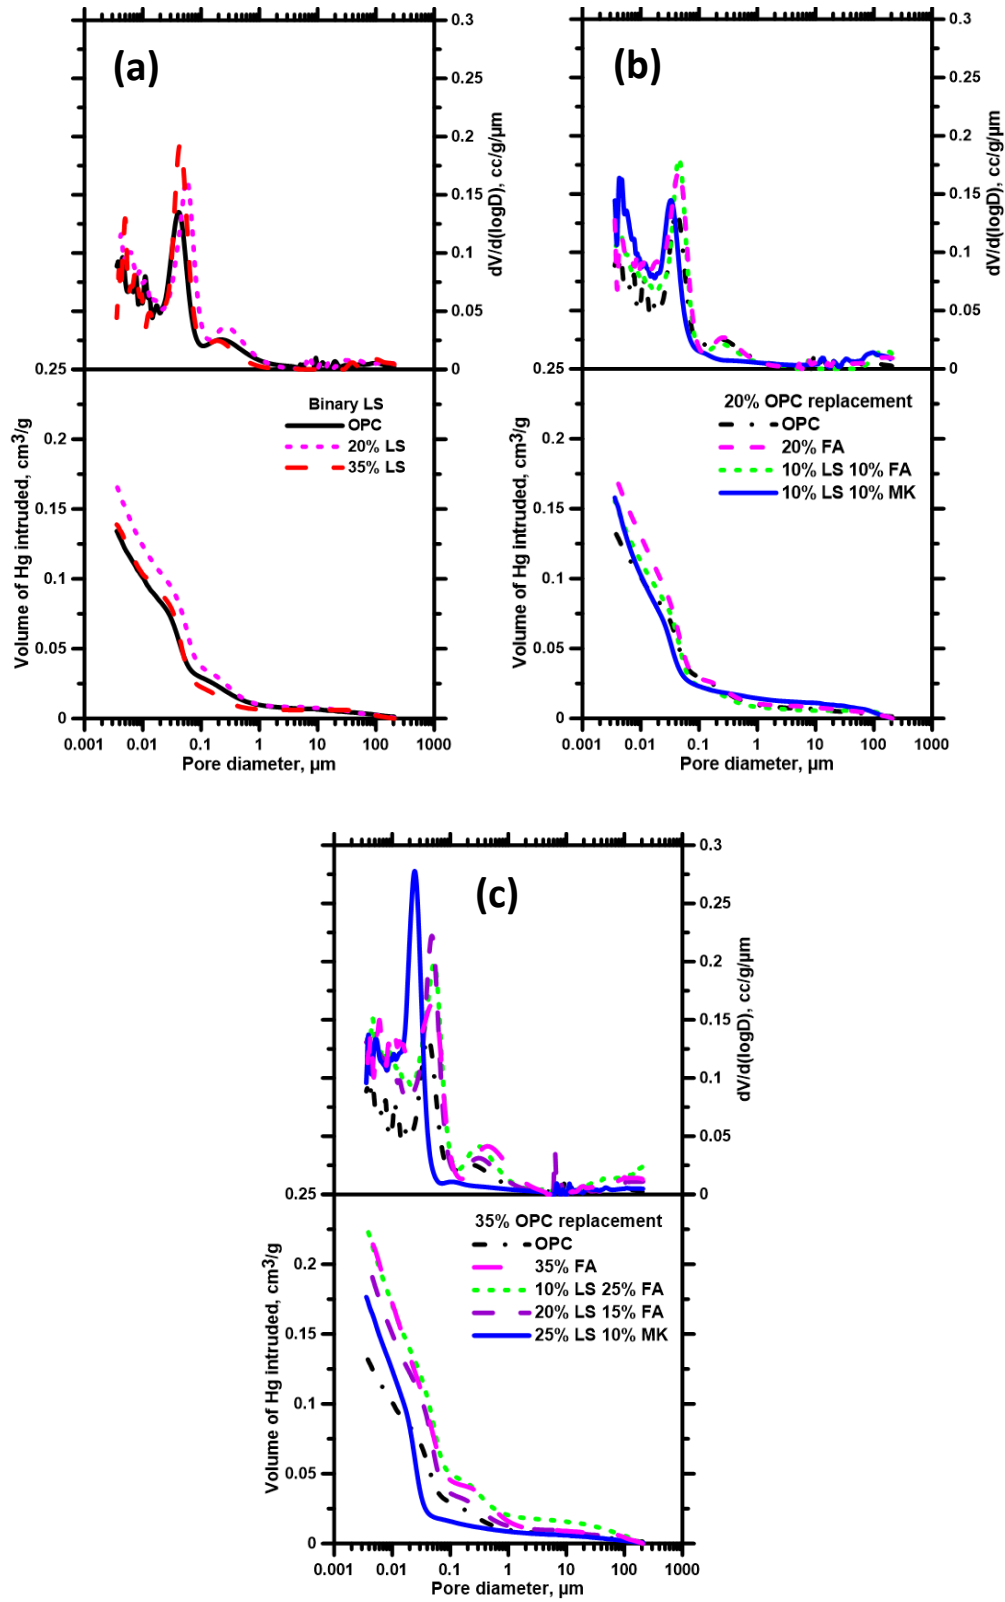 (a)
0.3
0.25
0.2
0.15
0.1
0.05
0
dV/d(logD), cc/g/µm
0.25
0.2
0.15
0.1
0.05
0
Volume of Hg intruded, cm3/g
Binary LS
OPC
20% LS
35% LS
0.001 0.01 0.1 1 10 100 1000
Pore diameter, µm
(b)
0.3
0.25
0.2
0.15
0.1
0.05
0
dV/d(logD), cc/g/µm
0.25
0.2
0.15
0.1
0.05
0
Volume of Hg intruded, cm3/g
20% OPC replacement
OPC
20% FA
10% LS 10% FA
10% LS 10% MK
0.001 0.01 0.1 1 10 100 1000
Pore diameter, µm
(c)
0.3
0.25
0.2
0.15
0.1
0.05
0
dV/d(logD), cc/g/µm
0.25
0.2
0.15
0.1
0.05
0
Volume of Hg intruded, cm3/g
35% OPC replacement
OPC
35% FA
10% LS 25% FA
20% LS 15% FA
25% LS 10% MK
0.001 0.01 0.1 1 10 100 1000
Pore diameter, µm